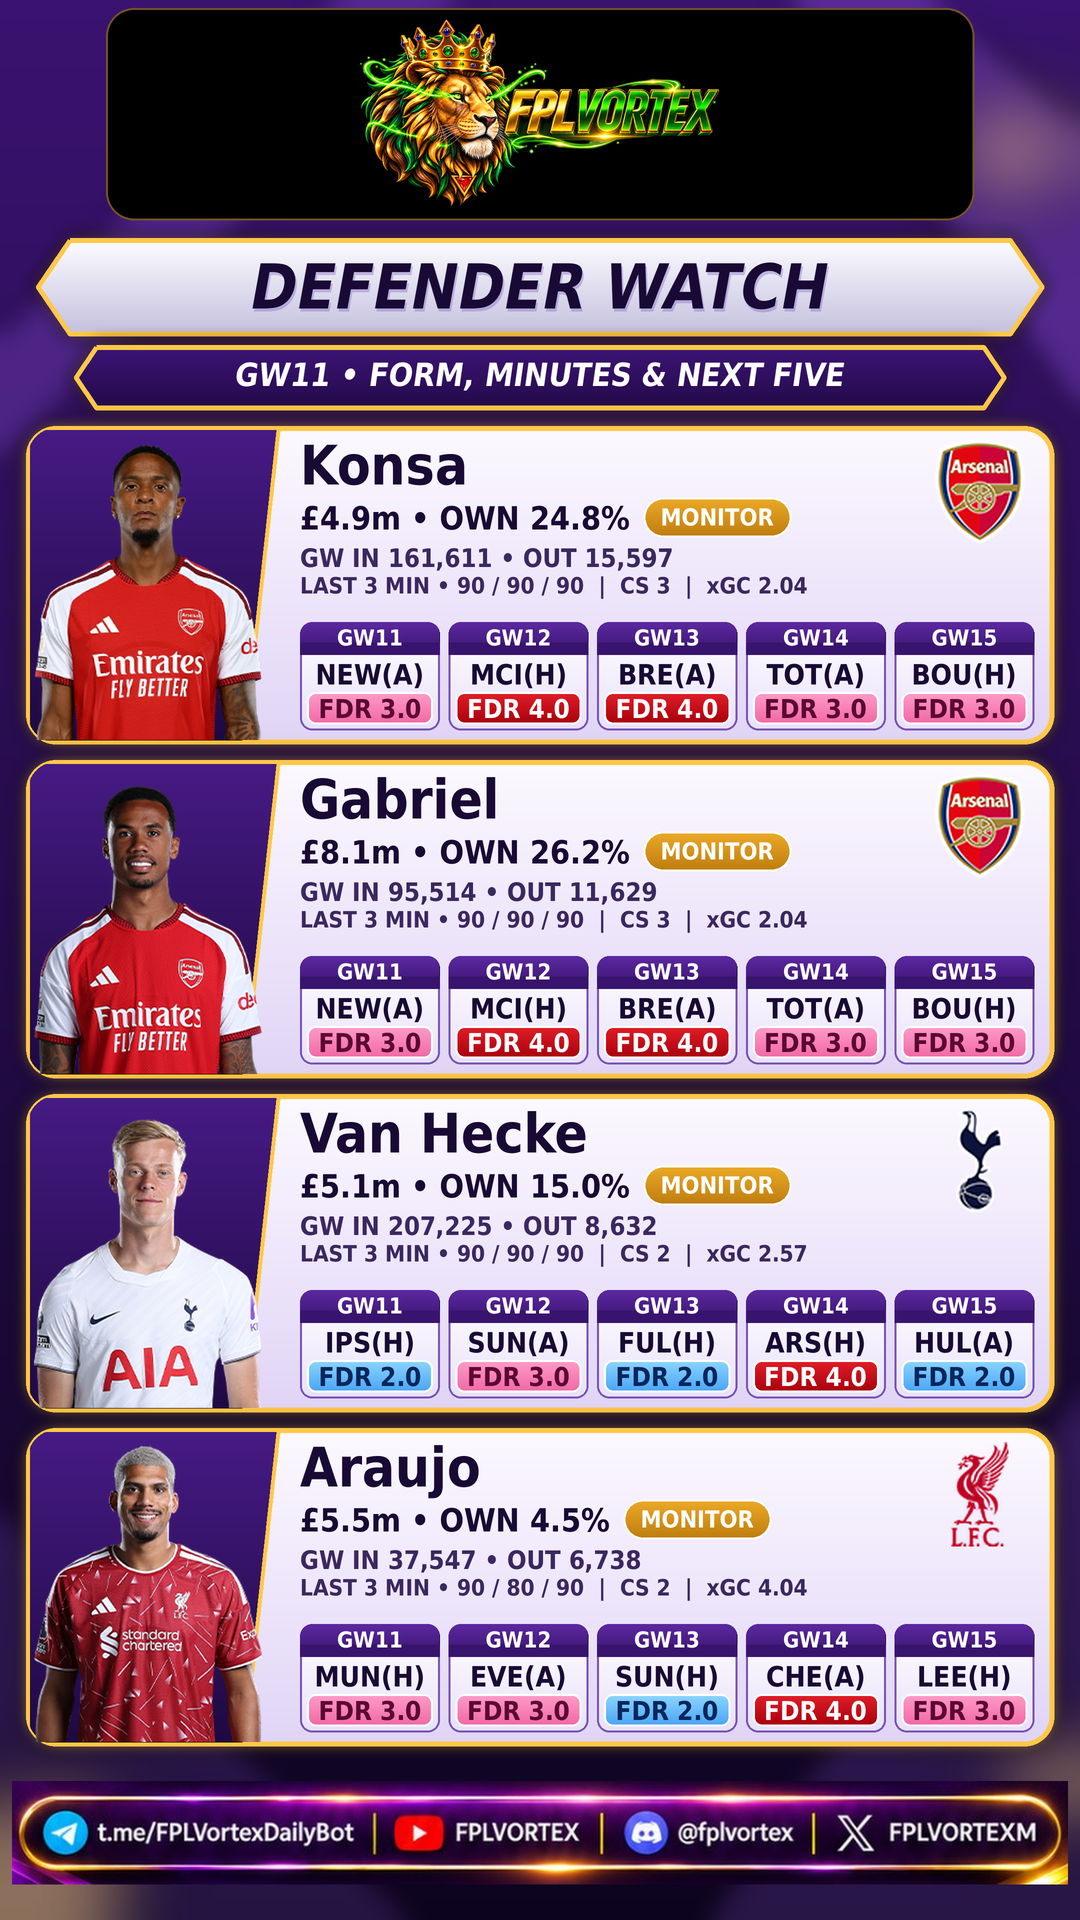 FPLVORTEX
DEFENDER WATCH
GW11 • FORM, MINUTES & NEXT FIVE
Konsa
£4.9m • OWN 24.8% MONITOR
GW IN 161,611 • OUT 15,597
LAST 3 MIN • 90 / 90 / 90 | CS 3 | xGC 2.04
GW11 GW12 GW13 GW14 GW15
NEW(A) MCI(H) BRE(A) TOT(A) BOU(H)
FDR 3.0 FDR 4.0 FDR 4.0 FDR 3.0 FDR 3.0
Arsenal
Emirates
FLY BETTER
Gabriel
£8.1m • OWN 26.2% MONITOR
GW IN 95,514 • OUT 11,629
LAST 3 MIN • 90 / 90 / 90 | CS 3 | xGC 2.04
GW11 GW12 GW13 GW14 GW15
NEW(A) MCI(H) BRE(A) TOT(A) BOU(H)
FDR 3.0 FDR 4.0 FDR 4.0 FDR 3.0 FDR 3.0
Arsenal
Emirates
FLY BETTER
Van Hecke
£5.1m • OWN 15.0% MONITOR
GW IN 207,225 • OUT 8,632
LAST 3 MIN • 90 / 90 / 90 | CS 2 | xGC 2.57
GW11 GW12 GW13 GW14 GW15
IPS(H) SUN(A) FUL(H) ARS(H) HUL(A)
FDR 2.0 FDR 3.0 FDR 2.0 FDR 4.0 FDR 2.0
AIA
Araujo
£5.5m • OWN 4.5% MONITOR
GW IN 37,547 • OUT 6,738
LAST 3 MIN • 90 / 80 / 90 | CS 2 | xGC 4.04
GW11 GW12 GW13 GW14 GW15
MUN(H) EVE(A) SUN(H) CHE(A) LEE(H)
FDR 3.0 FDR 3.0 FDR 2.0 FDR 4.0 FDR 3.0
L.F.C.
standard
chartered
t.me/FPLVortexDailyBot | FPLVORTEX | @fplvortex | FPLVORTEXM